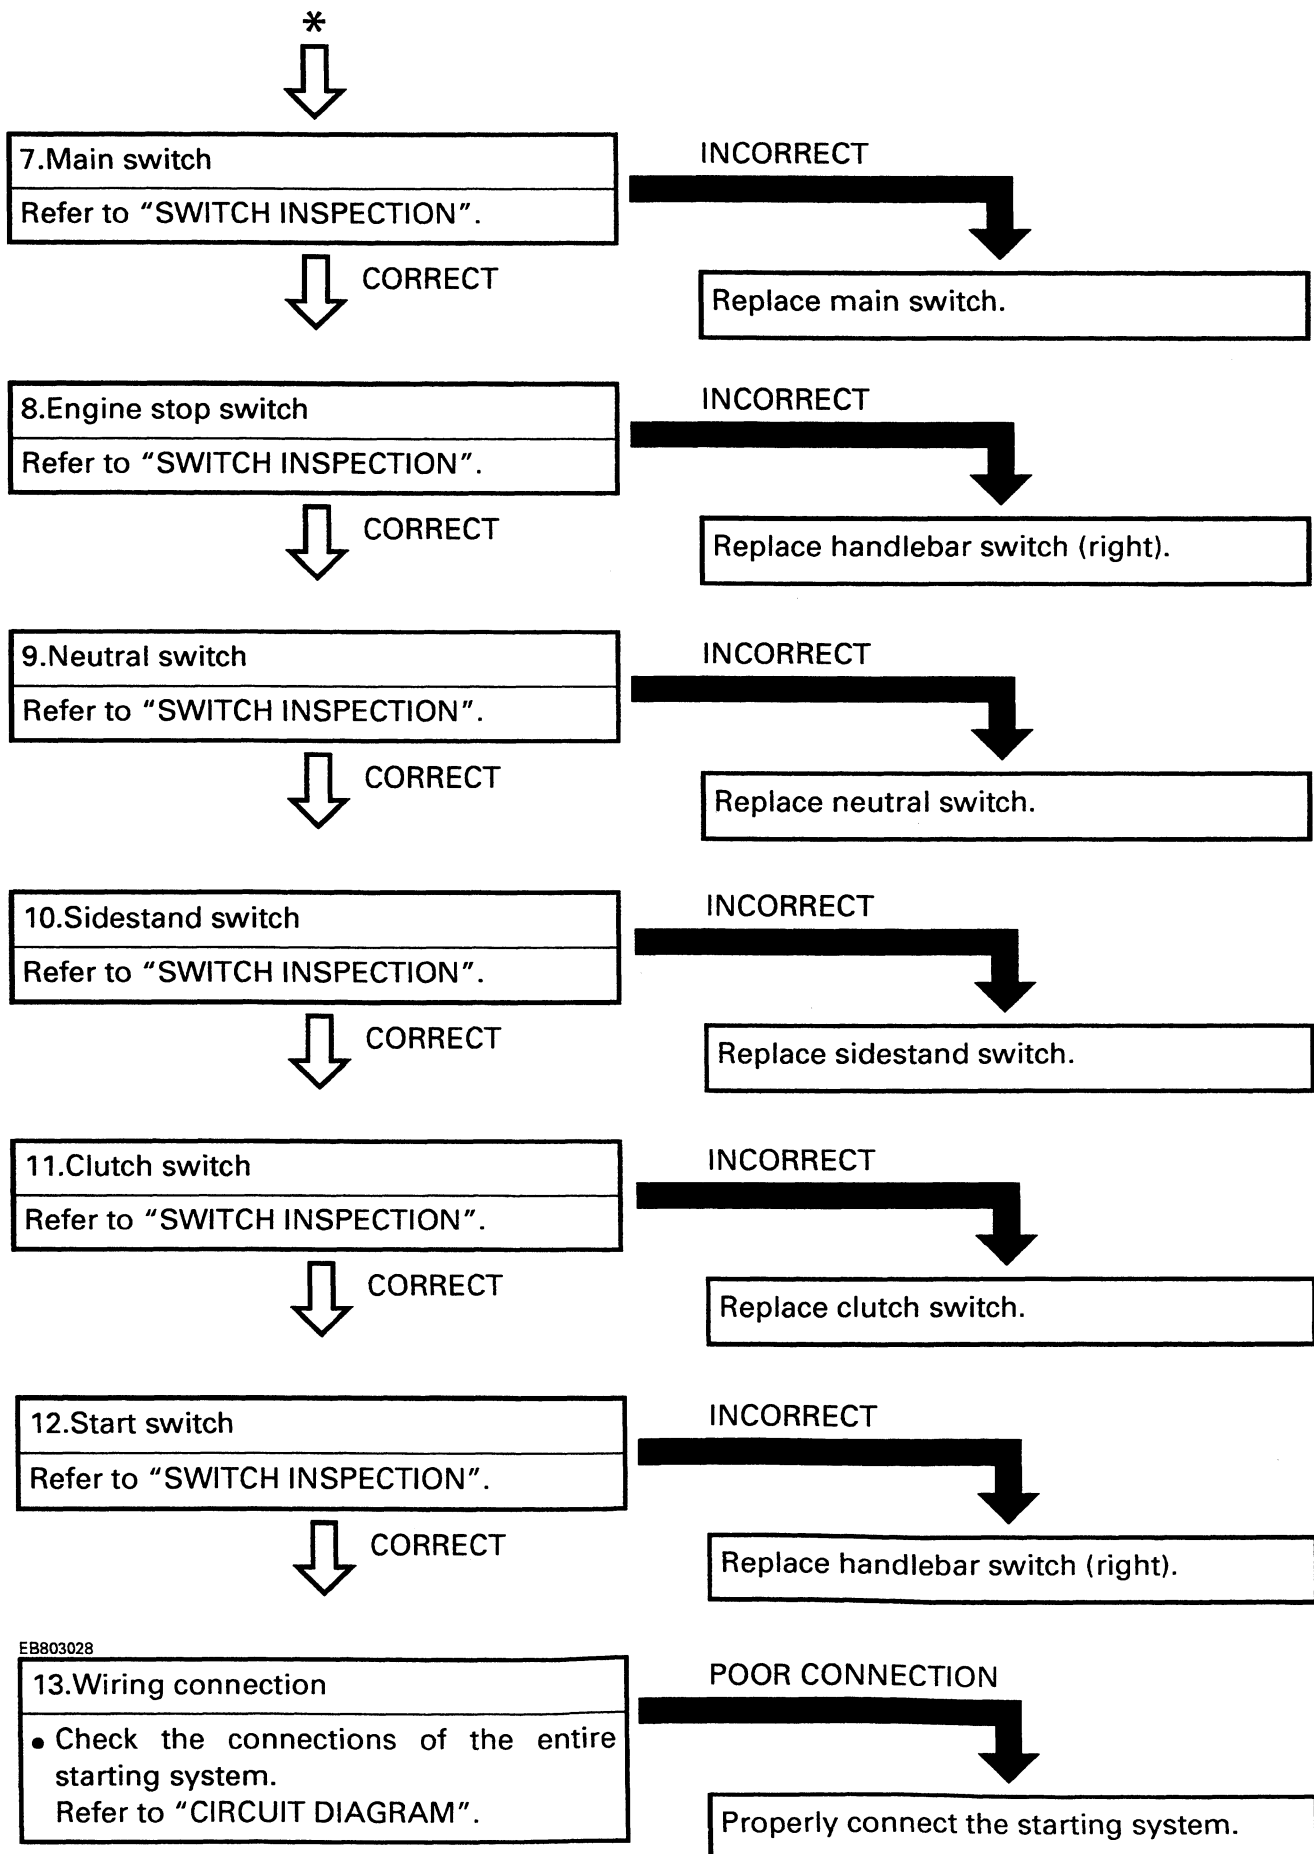 *
7.Main switch
Refer to “SWITCH INSPECTION”.
INCORRECT
CORRECT
Replace main switch.
8.Engine stop switch
Refer to “SWITCH INSPECTION”.
INCORRECT
CORRECT
Replace handlebar switch (right).
9.Neutral switch
Refer to “SWITCH INSPECTION”.
INCORRECT
CORRECT
Replace neutral switch.
10.Sidestand switch
Refer to “SWITCH INSPECTION”.
INCORRECT
CORRECT
Replace sidestand switch.
11.Clutch switch
Refer to “SWITCH INSPECTION”.
INCORRECT
CORRECT
Replace clutch switch.
12.Start switch
Refer to “SWITCH INSPECTION”.
INCORRECT
CORRECT
Replace handlebar switch (right).
EB803028
13.Wiring connection
• Check the connections of the entire
starting system.
Refer to “CIRCUIT DIAGRAM”.
POOR CONNECTION
Properly connect the starting system.